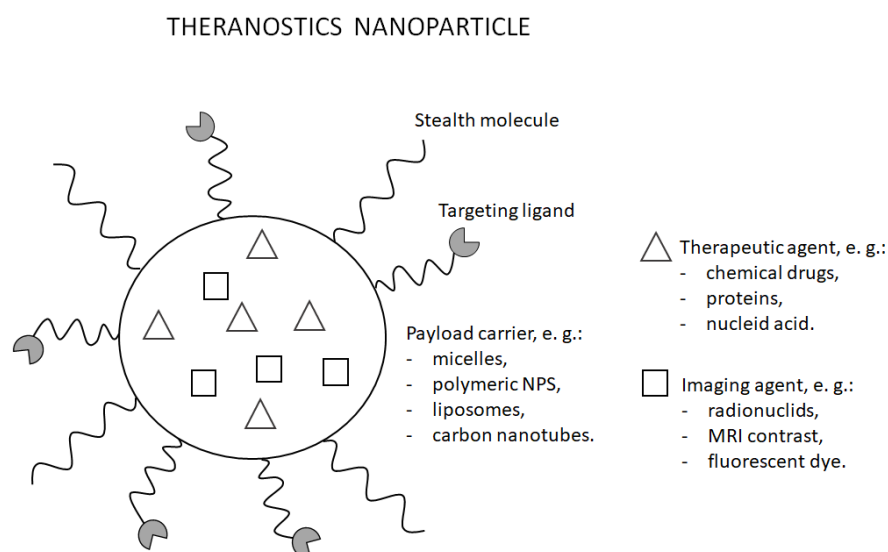 THERANOSTICS NANOPARTICLE
Stealth molecule
Targeting ligand
Payload carrier, e. g.:
- micelles,
- polymeric NPS,
- liposomes,
- carbon nanotubes.
Therapeutic agent, e. g.:
- chemical drugs,
- proteins,
- nucleid acid.
Imaging agent, e. g.:
- radionuclids,
- MRI contrast,
- fluorescent dye.